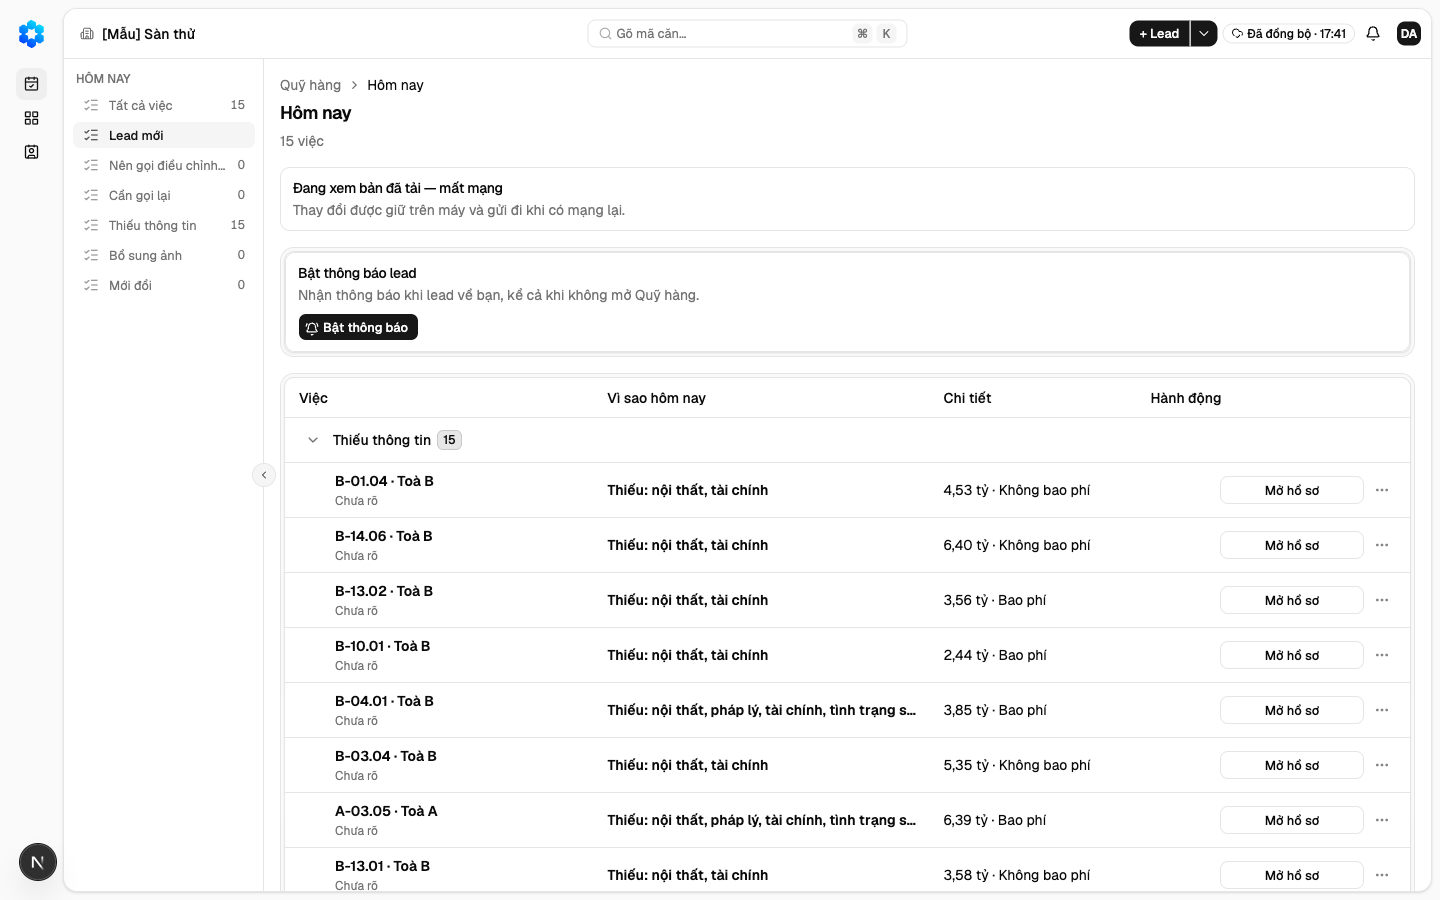 [Mẫu] Sàn thử
Gõ mã căn...
⌘ K
+ Lead
Đã đồng bộ · 17:41
DA
HÔM NAY
Tất cả việc 15
Lead mới
Nên gọi điều chỉnh... 0
Cần gọi lại 0
Thiếu thông tin 15
Bổ sung ảnh 0
Mới đổi 0
Quỹ hàng > Hôm nay
Hôm nay
15 việc
Đang xem bản đã tải — mất mạng
Thay đổi được giữ trên máy và gửi đi khi có mạng lại.
Bật thông báo lead
Nhận thông báo khi lead về bạn, kể cả khi không mở Quỹ hàng.
Bật thông báo
Việc Vì sao hôm nay Chi tiết Hành động
Thiếu thông tin 15
B-01.04 · Toà B
Chưa rõ
Thiếu: nội thất, tài chính 4,53 tỷ · Không bao phí Mở hồ sơ
B-14.06 · Toà B
Chưa rõ
Thiếu: nội thất, tài chính 6,40 tỷ · Không bao phí Mở hồ sơ
B-13.02 · Toà B
Chưa rõ
Thiếu: nội thất, tài chính 3,56 tỷ · Bao phí Mở hồ sơ
B-10.01 · Toà B
Chưa rõ
Thiếu: nội thất, tài chính 2,44 tỷ · Bao phí Mở hồ sơ
B-04.01 · Toà B
Chưa rõ
Thiếu: nội thất, pháp lý, tài chính, tình trạng s... 3,85 tỷ · Bao phí Mở hồ sơ
B-03.04 · Toà B
Chưa rõ
Thiếu: nội thất, tài chính 5,35 tỷ · Không bao phí Mở hồ sơ
A-03.05 · Toà A
Chưa rõ
Thiếu: nội thất, pháp lý, tài chính, tình trạng s... 6,39 tỷ · Bao phí Mở hồ sơ
B-13.01 · Toà B
Chưa rõ
Thiếu: nội thất, tài chính 3,58 tỷ · Không bao phí Mở hồ sơ
N